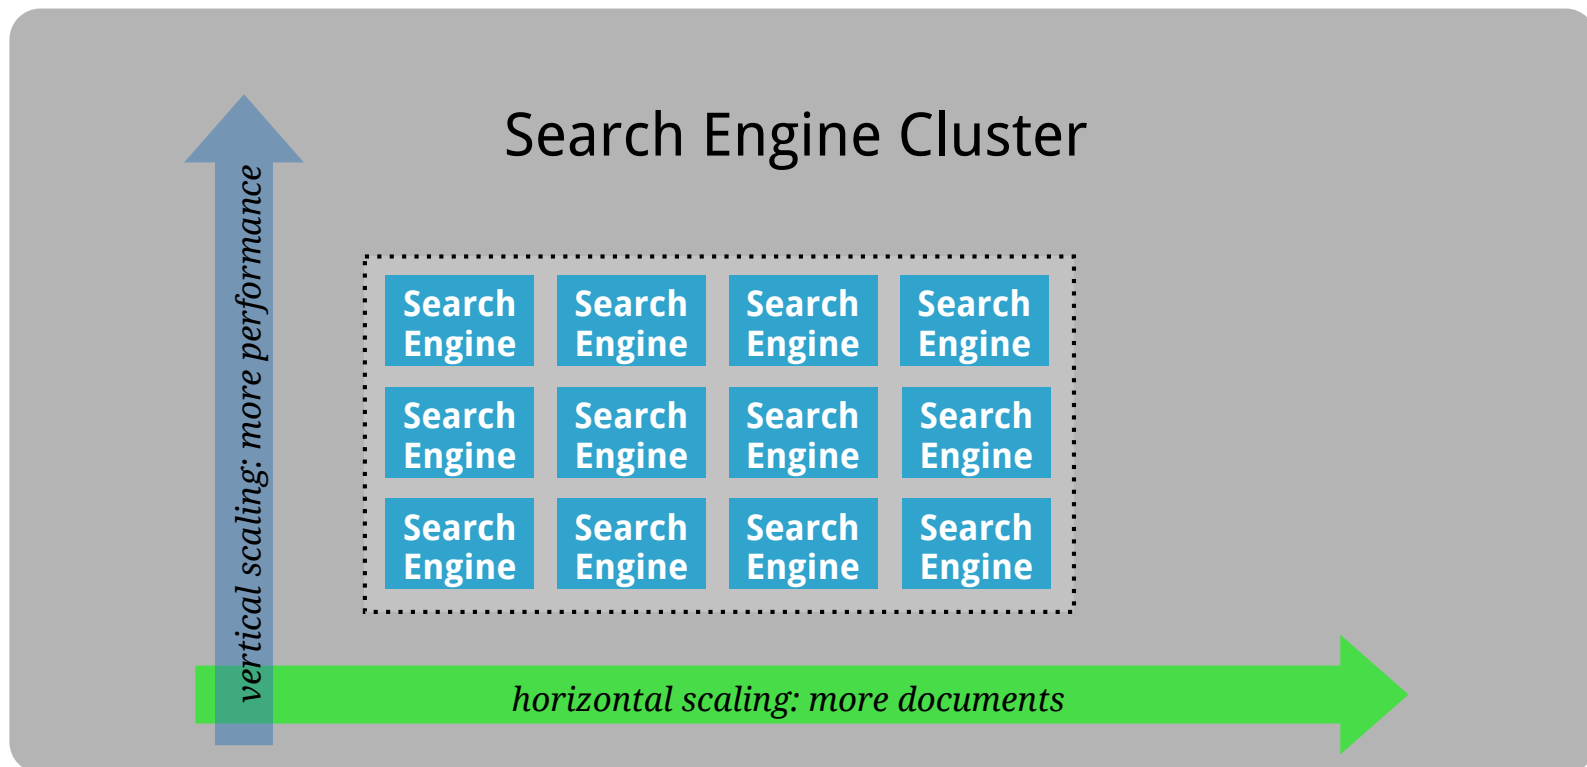 Search Engine Cluster
vertical scaling: more performance
Search Search Search Search
Engine Engine Engine Engine
Search Search Search Search
Engine Engine Engine Engine
Search Search Search Search
Engine Engine Engine Engine
horizontal scaling: more documents